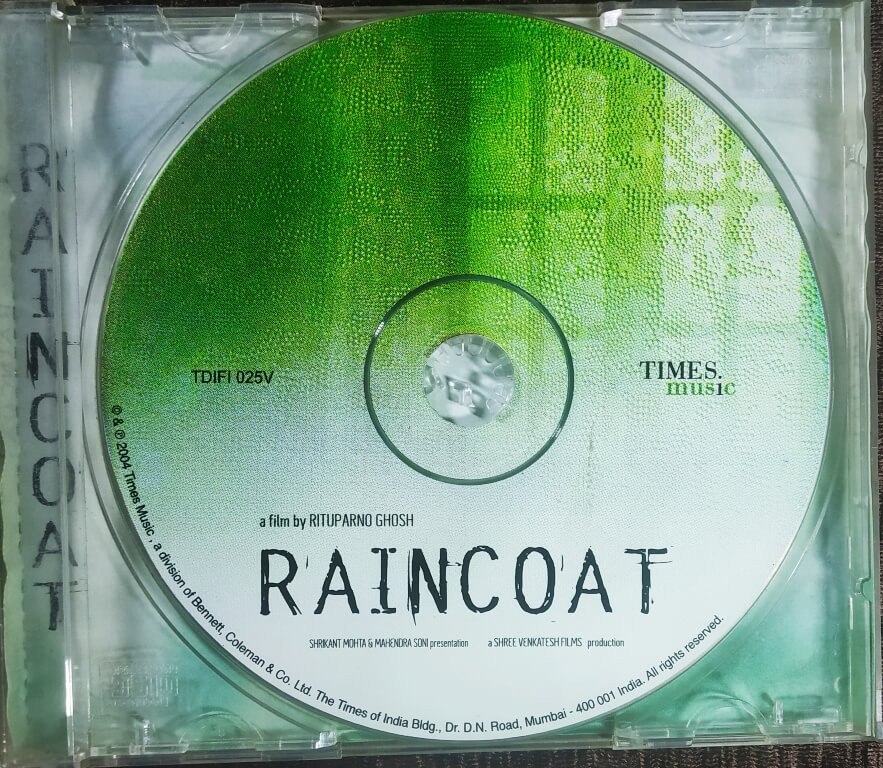 RAINCOAT
TDIFI 025V
TIMES.
music
a film by RITUPARNO GHOSH
RAINCOAT
SHRIKANT MOHTA & MAHENDRA SONI presentation a SHREE VENKATESH FILMS production
© & ℗ 2004 Times Music , a division of Bennett, Coleman & Co. Ltd. The Times of India Bldg., Dr. D.N. Road, Mumbai - 400 001 India. All rights reserved.